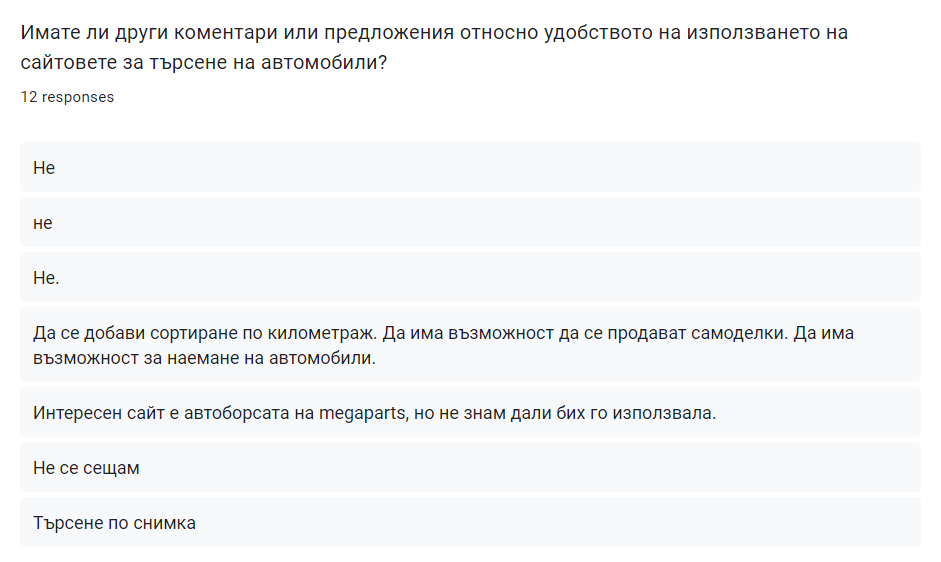 Имате ли други коментари или предложения относно удобството на използването на
сайтовете за търсене на автомобили?
12 responses
Не
не
Не.
Да се добави сортиране по километраж. Да има възможност да се продават самоделки. Да има
възможност за наемане на автомобили.
Интересен сайт е автоборсата на megaparts, но не знам дали бих го използвала.
Не се сещам
Търсене по снимка